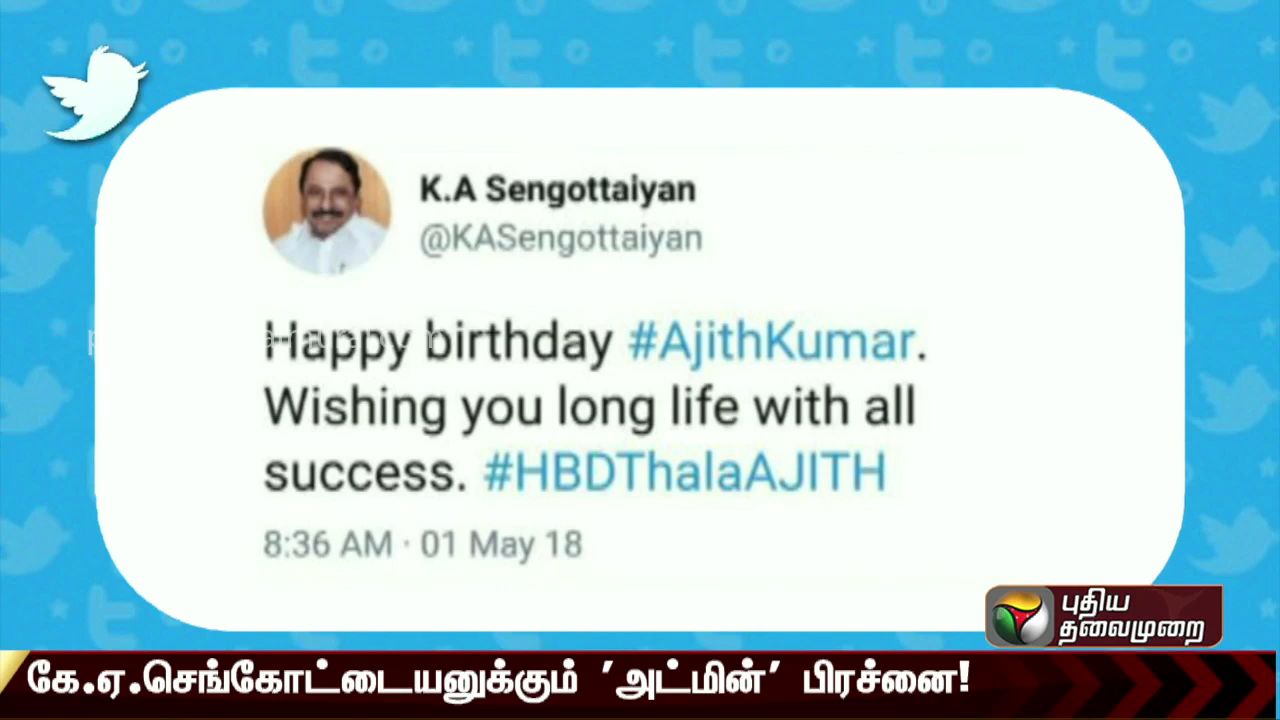 K.A Sengottaiyan
@KASengottaiyan
Happy birthday #AjithKumar.
Wishing you long life with all
success. #HBDThalaAJITH
8:36 AM · 01 May 18
புதிய
தலைமுறை
கே.ஏ.செங்கோட்டையனுக்கும் 'அட்மின்' பிரச்னை!